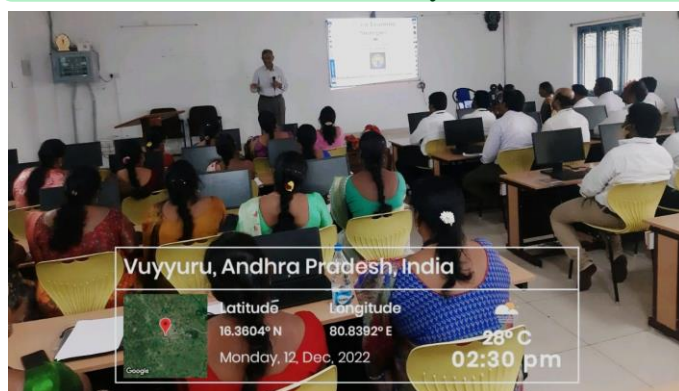 Vuyyuru, Andhra Pradesh, India
Latitude Longitude
16.3604° N 80.8392° E
Monday, 12, Dec, 2022
28° C
02:30 pm
Google